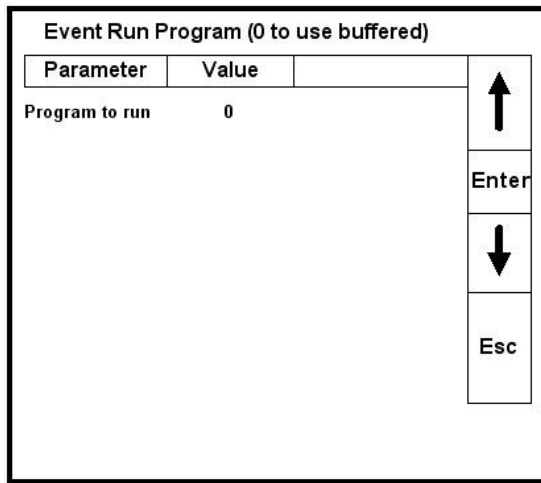 Event Run Program (0 to use buffered)
Parameter Value
Program to run 0
Enter
Esc